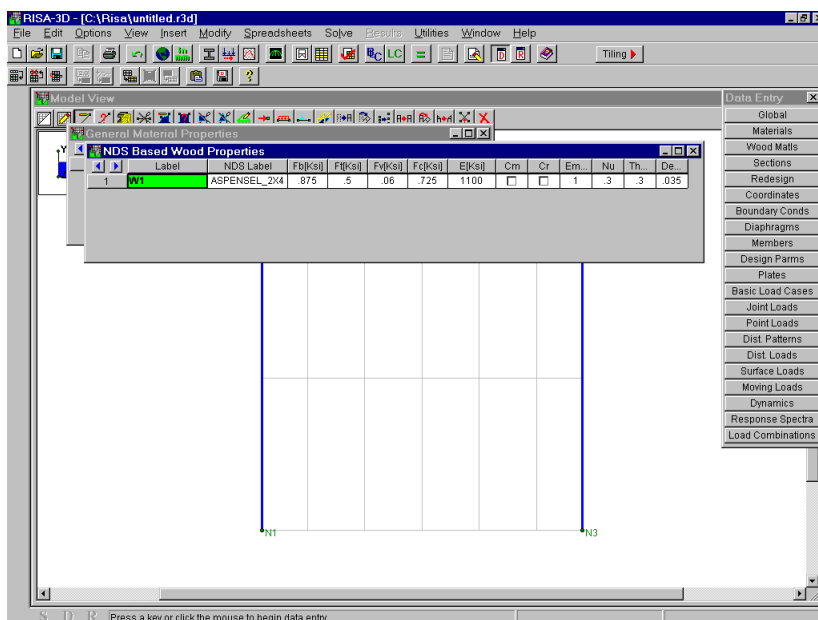 RISA-3D - [C:\Risa\untitled.r3d]
File Edit Options View Insert Modify Spreadsheets Solve Results Utilities Window Help
BC LC D R Tiling
Model View
Data Entry
General Material Properties
NDS Based Wood Properties
Label NDS Label Fb[Ksi] Ft[Ksi] Fv[Ksi] Fc[Ksi] E[Ksi] Cm Cr Em... Nu Th... De...
1 W1 ASPENSEL_2X4 .875 .5 .06 .725 1100 1 .3 .3 .035
Y
Global
Materials
Wood Matls
Sections
Redesign
Coordinates
Boundary Conds
Diaphragms
Members
Design Parms
Plates
Basic Load Cases
Joint Loads
Point Loads
Dist. Patterns
Dist. Loads
Surface Loads
Moving Loads
Dynamics
Response Spectra
Load Combinations
N1 N3
S D R Press a key or click the mouse to begin data entry